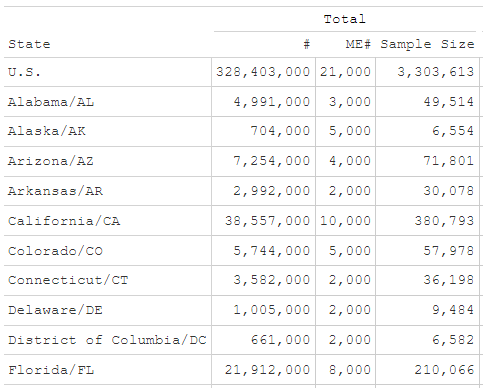 Total
State # ME# Sample Size
U.S. 328,403,000 21,000 3,303,613
Alabama/AL 4,991,000 3,000 49,514
Alaska/AK 704,000 5,000 6,554
Arizona/AZ 7,254,000 4,000 71,801
Arkansas/AR 2,992,000 2,000 30,078
California/CA 38,557,000 10,000 380,793
Colorado/CO 5,744,000 5,000 57,978
Connecticut/CT 3,582,000 2,000 36,198
Delaware/DE 1,005,000 2,000 9,484
District of Columbia/DC 661,000 2,000 6,582
Florida/FL 21,912,000 8,000 210,066